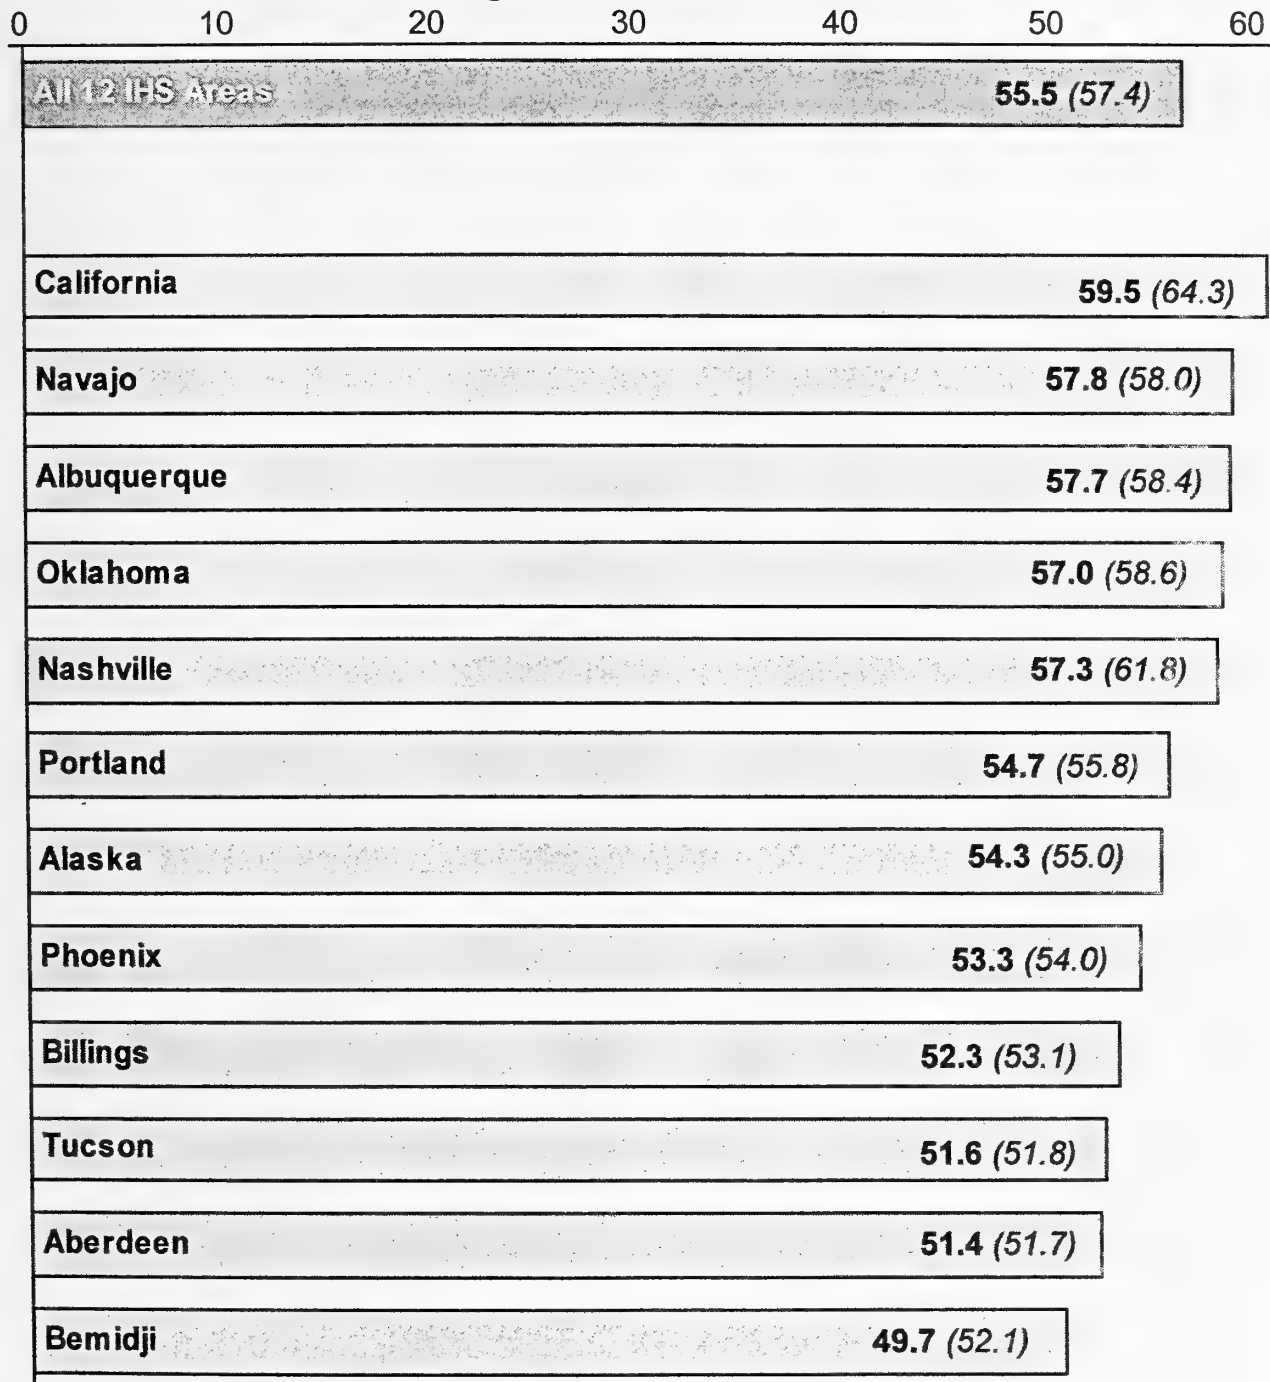 0 10 20 30 40 50 60
All 12 IHS Areas 55.5 (57.4)
California 59.5 (64.3)
Navajo 57.8 (58.0)
Albuquerque 57.7 (58.4)
Oklahoma 57.0 (58.6)
Nashville 57.3 (61.8)
Portland 54.7 (55.8)
Alaska 54.3 (55.0)
Phoenix 53.3 (54.0)
Billings 52.3 (53.1)
Tucson 51.6 (51.8)
Aberdeen 51.4 (51.7)
Bemidji 49.7 (52.1)